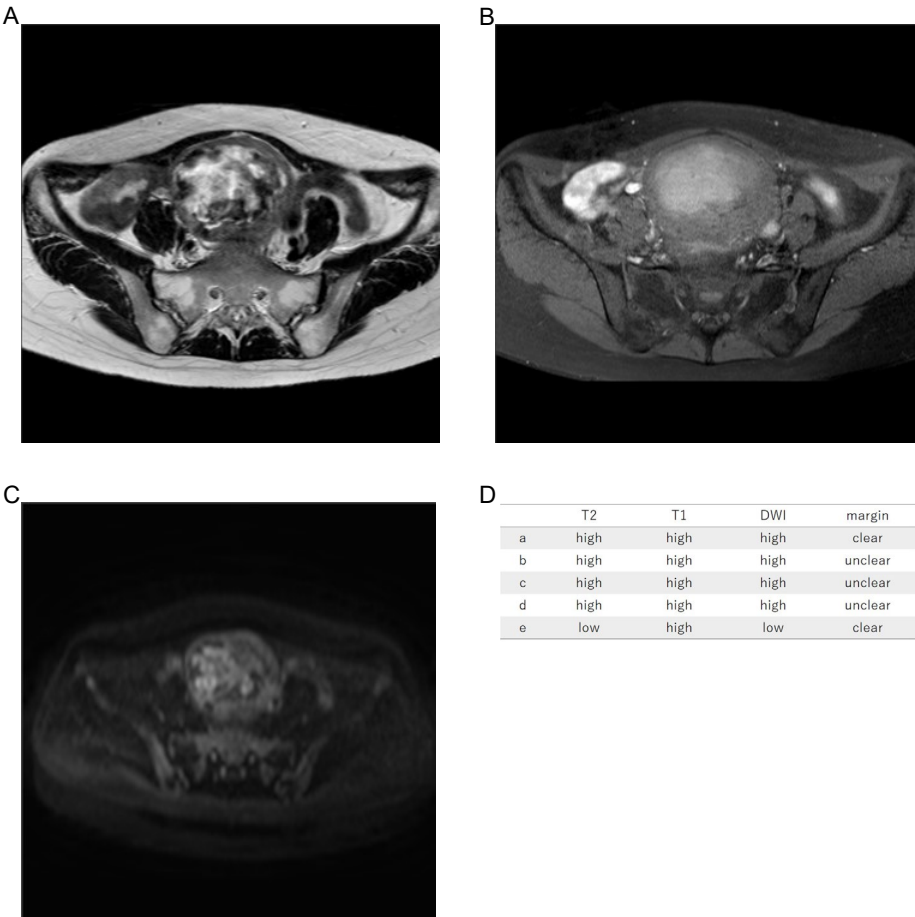 A
B
C
D
T2 T1 DWI margin
a high high high clear
b high high high unclear
c high high high unclear
d high high high unclear
e low high low clear